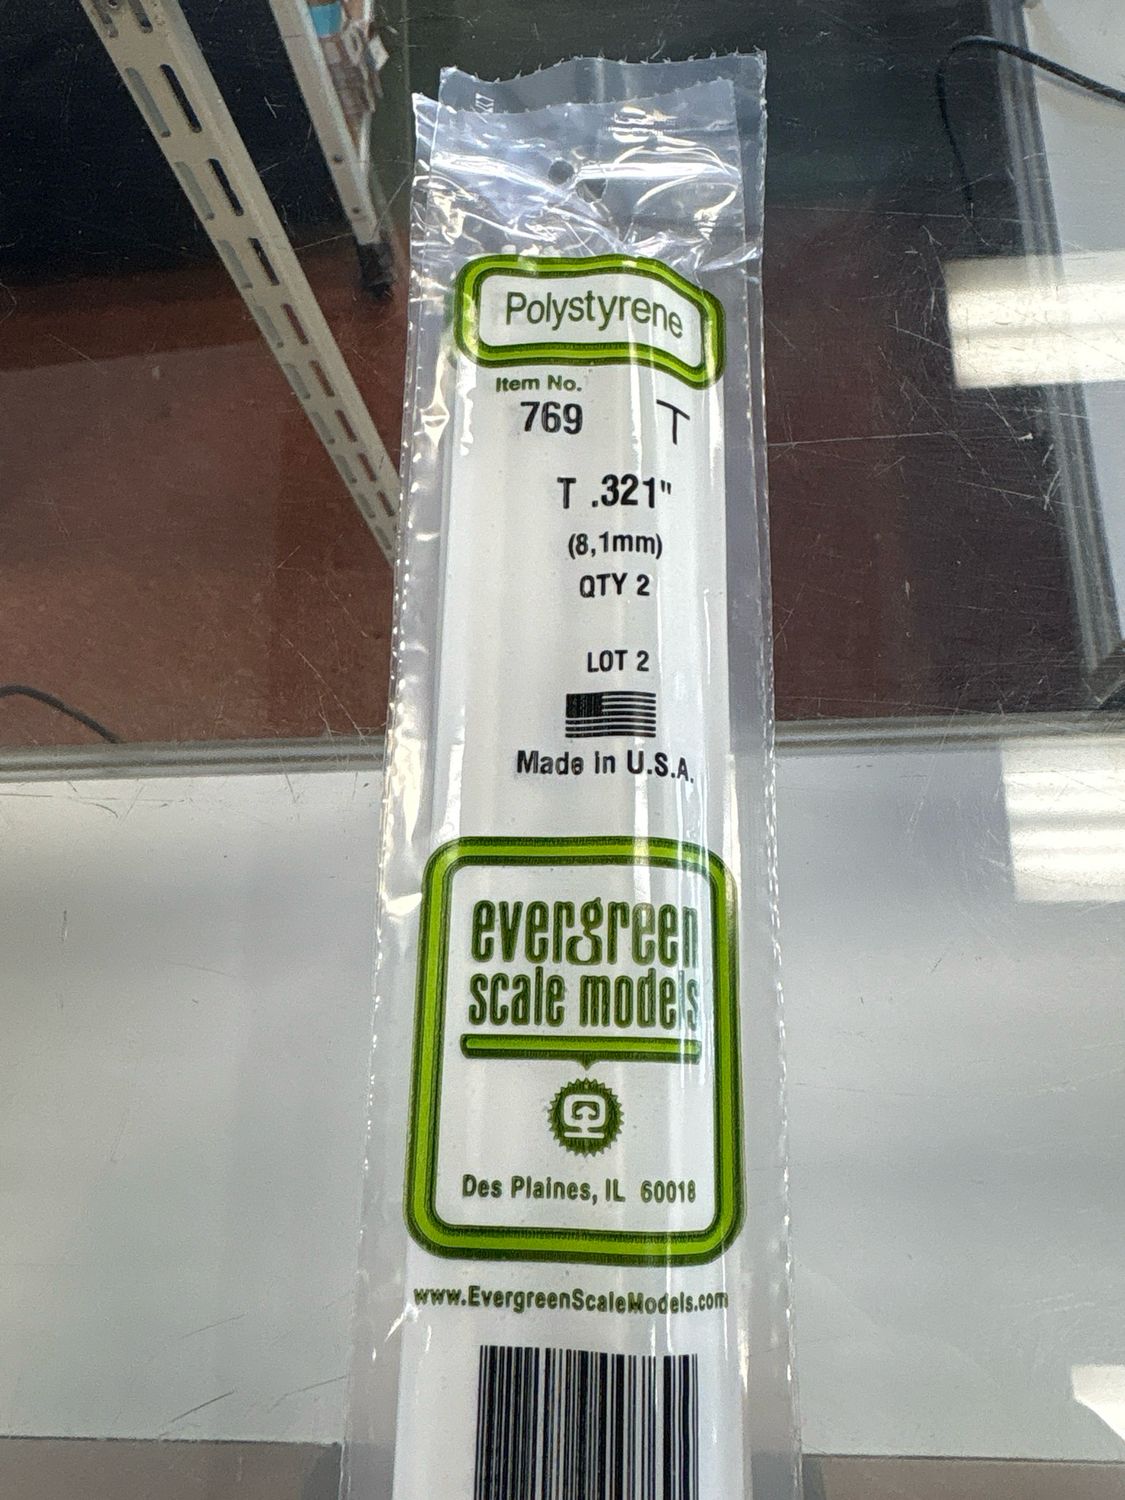 Polystyrene
Item No.
769 T
T .321"
(8,1mm)
QTY 2
LOT 2
Made in U.S.A.
evergreen
scale models
Des Plaines, IL 60018
www.EvergreenScaleModels.com